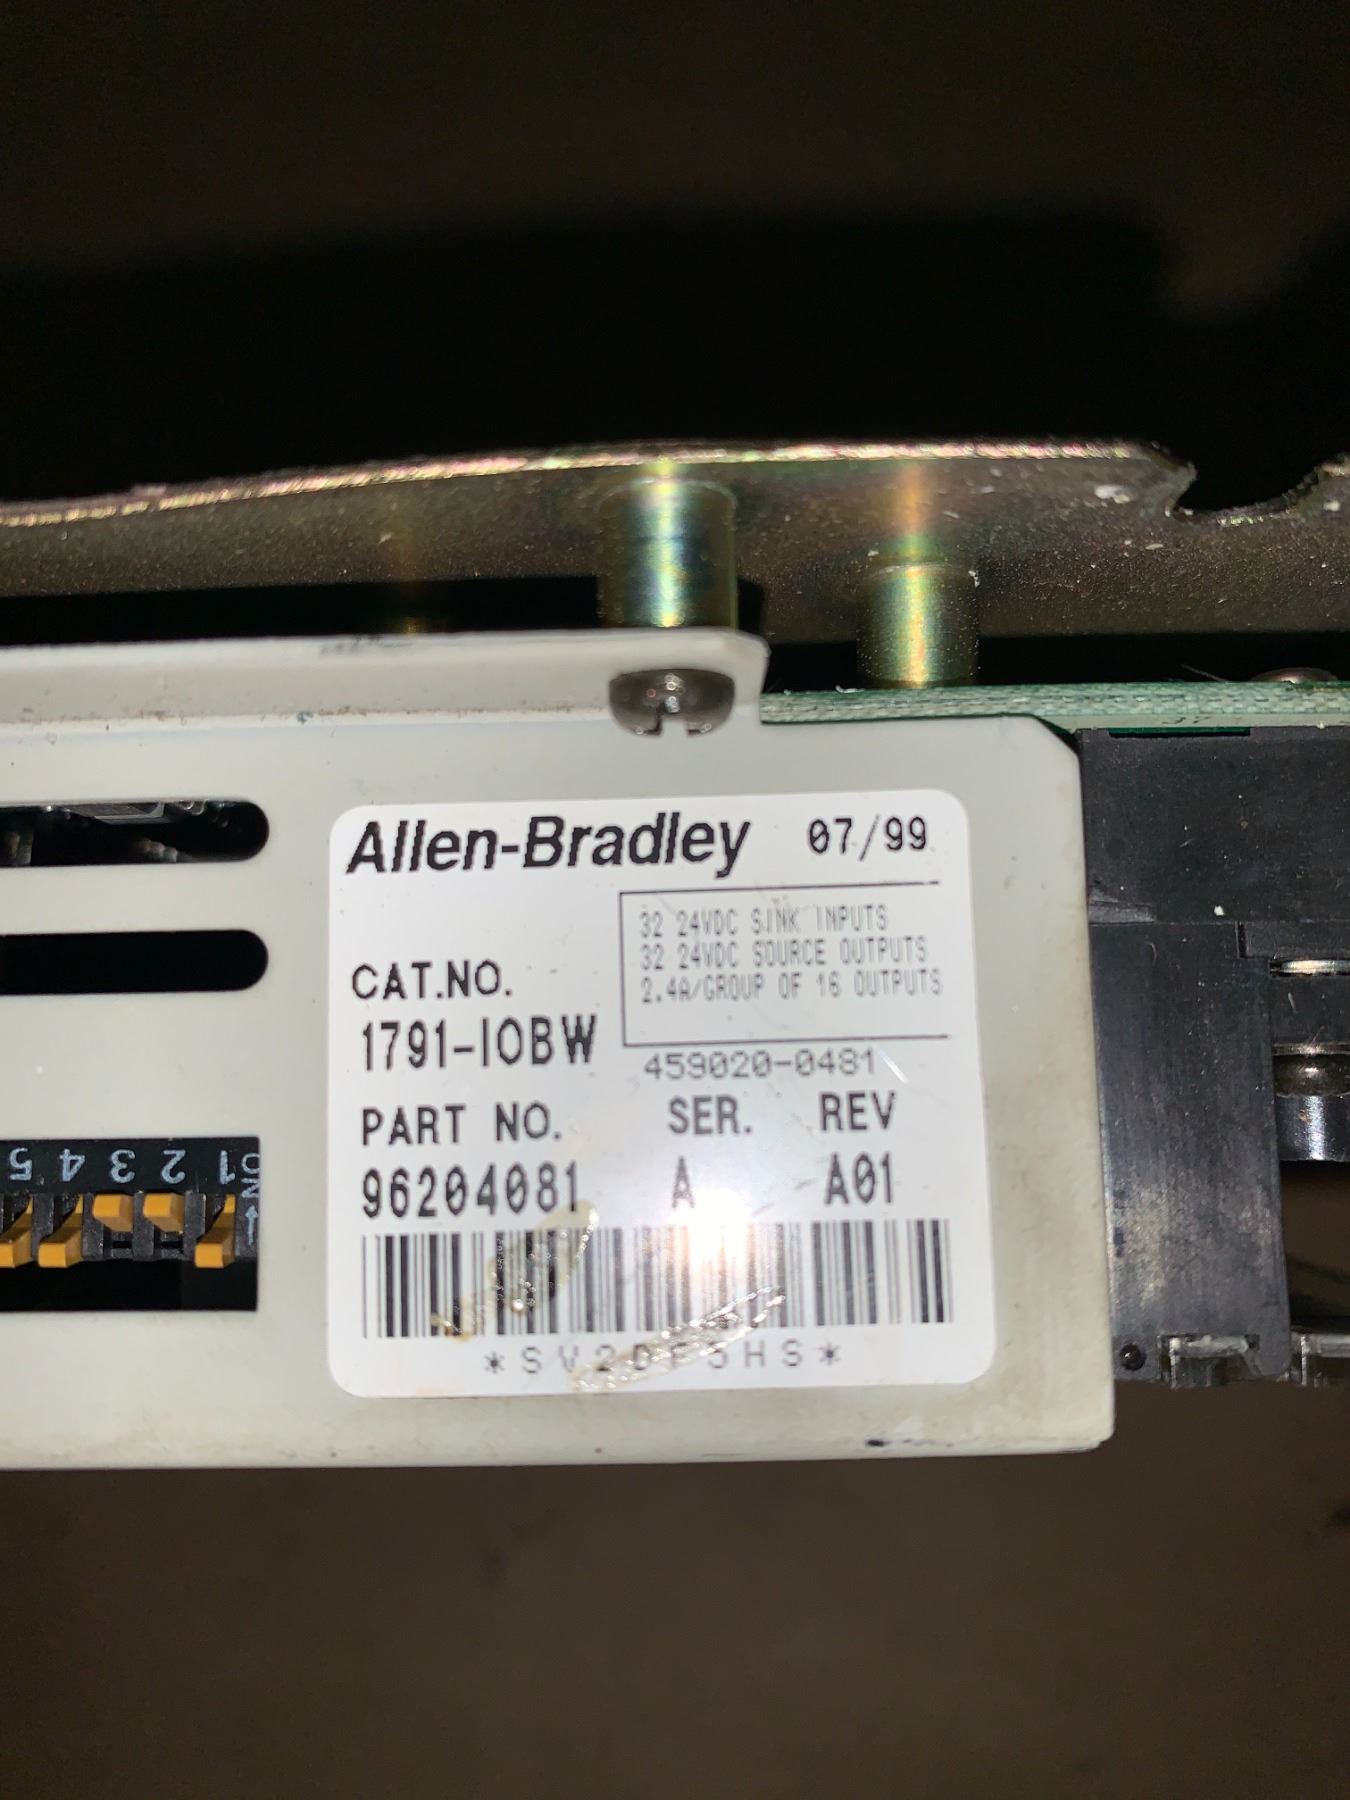 Allen-Bradley 07/99
32 24VDC SINK INPUTS
32 24VDC SOURCE OUTPUTS
2.4A/GROUP OF 16 OUTPUTS
CAT.NO.
1791-IOBW
459020-0481
PART NO. SER. REV
96204081 A A01
5 4 3 2 1